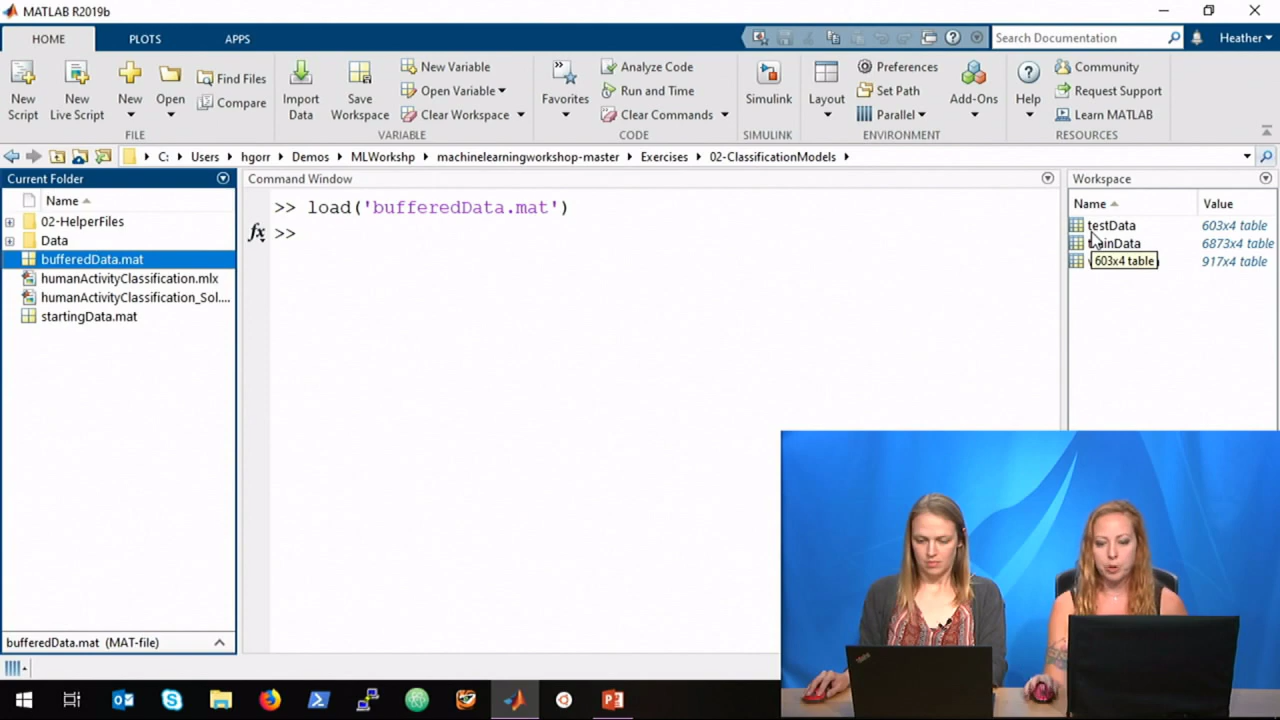 MATLAB R2019b
HOME PLOTS APPS
Search Documentation
Heather
New Script
New Live Script
New
Open
Find Files
Compare
FILE
Import Data
Save Workspace
New Variable
Open Variable
Clear Workspace
VARIABLE
Favorites
Analyze Code
Run and Time
Clear Commands
CODE
Simulink
SIMULINK
Layout
Preferences
Set Path
Parallel
Add-Ons
ENVIRONMENT
Help
Community
Request Support
Learn MATLAB
RESOURCES
C: Users hgorr Demos MLWorkshp machinelearningworkshop-master Exercises 02-ClassificationModels
Current Folder
Name
02-HelperFiles
Data
bufferedData.mat
humanActivityClassification.mlx
humanActivityClassification_Sol....
startingData.mat
bufferedData.mat (MAT-file)
Command Window
>> load('bufferedData.mat')
fx >>
Workspace
Name Value
testData 603x4 table
6873x4 table
603x4 table
917x4 table